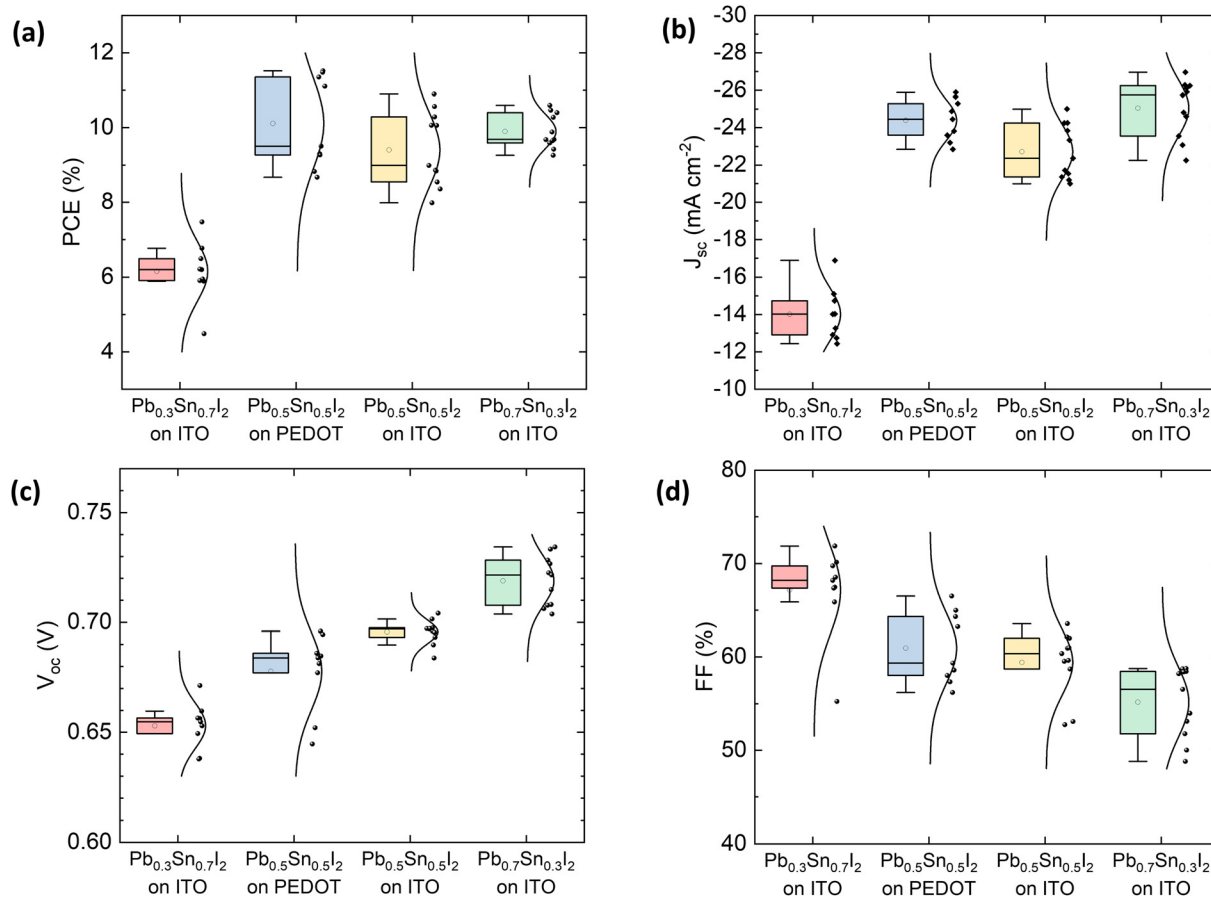 (a)
PCE (%)
12
10
8
6
4
Pb0.3Sn0.7I2 on ITO
Pb0.5Sn0.5I2 on PEDOT
Pb0.5Sn0.5I2 on ITO
Pb0.7Sn0.3I2 on ITO
(b)
Jsc (mA cm-2)
-30
-28
-26
-24
-22
-20
-18
-16
-14
-12
-10
Pb0.3Sn0.7I2 on ITO
Pb0.5Sn0.5I2 on PEDOT
Pb0.5Sn0.5I2 on ITO
Pb0.7Sn0.3I2 on ITO
(c)
Voc (V)
0.75
0.70
0.65
0.60
Pb0.3Sn0.7I2 on ITO
Pb0.5Sn0.5I2 on PEDOT
Pb0.5Sn0.5I2 on ITO
Pb0.7Sn0.3I2 on ITO
(d)
FF (%)
80
70
60
50
40
Pb0.3Sn0.7I2 on ITO
Pb0.5Sn0.5I2 on PEDOT
Pb0.5Sn0.5I2 on ITO
Pb0.7Sn0.3I2 on ITO